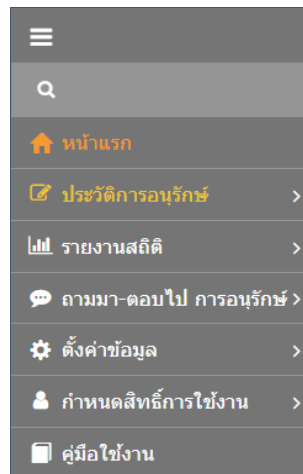 หน้าแรก
ประวัติการอนุรักษ์
รายงานสถิติ
ถามมา-ตอบไป การอนุรักษ์
ตั้งค่าข้อมูล
กำหนดสิทธิ์การใช้งาน
คู่มือใช้งาน